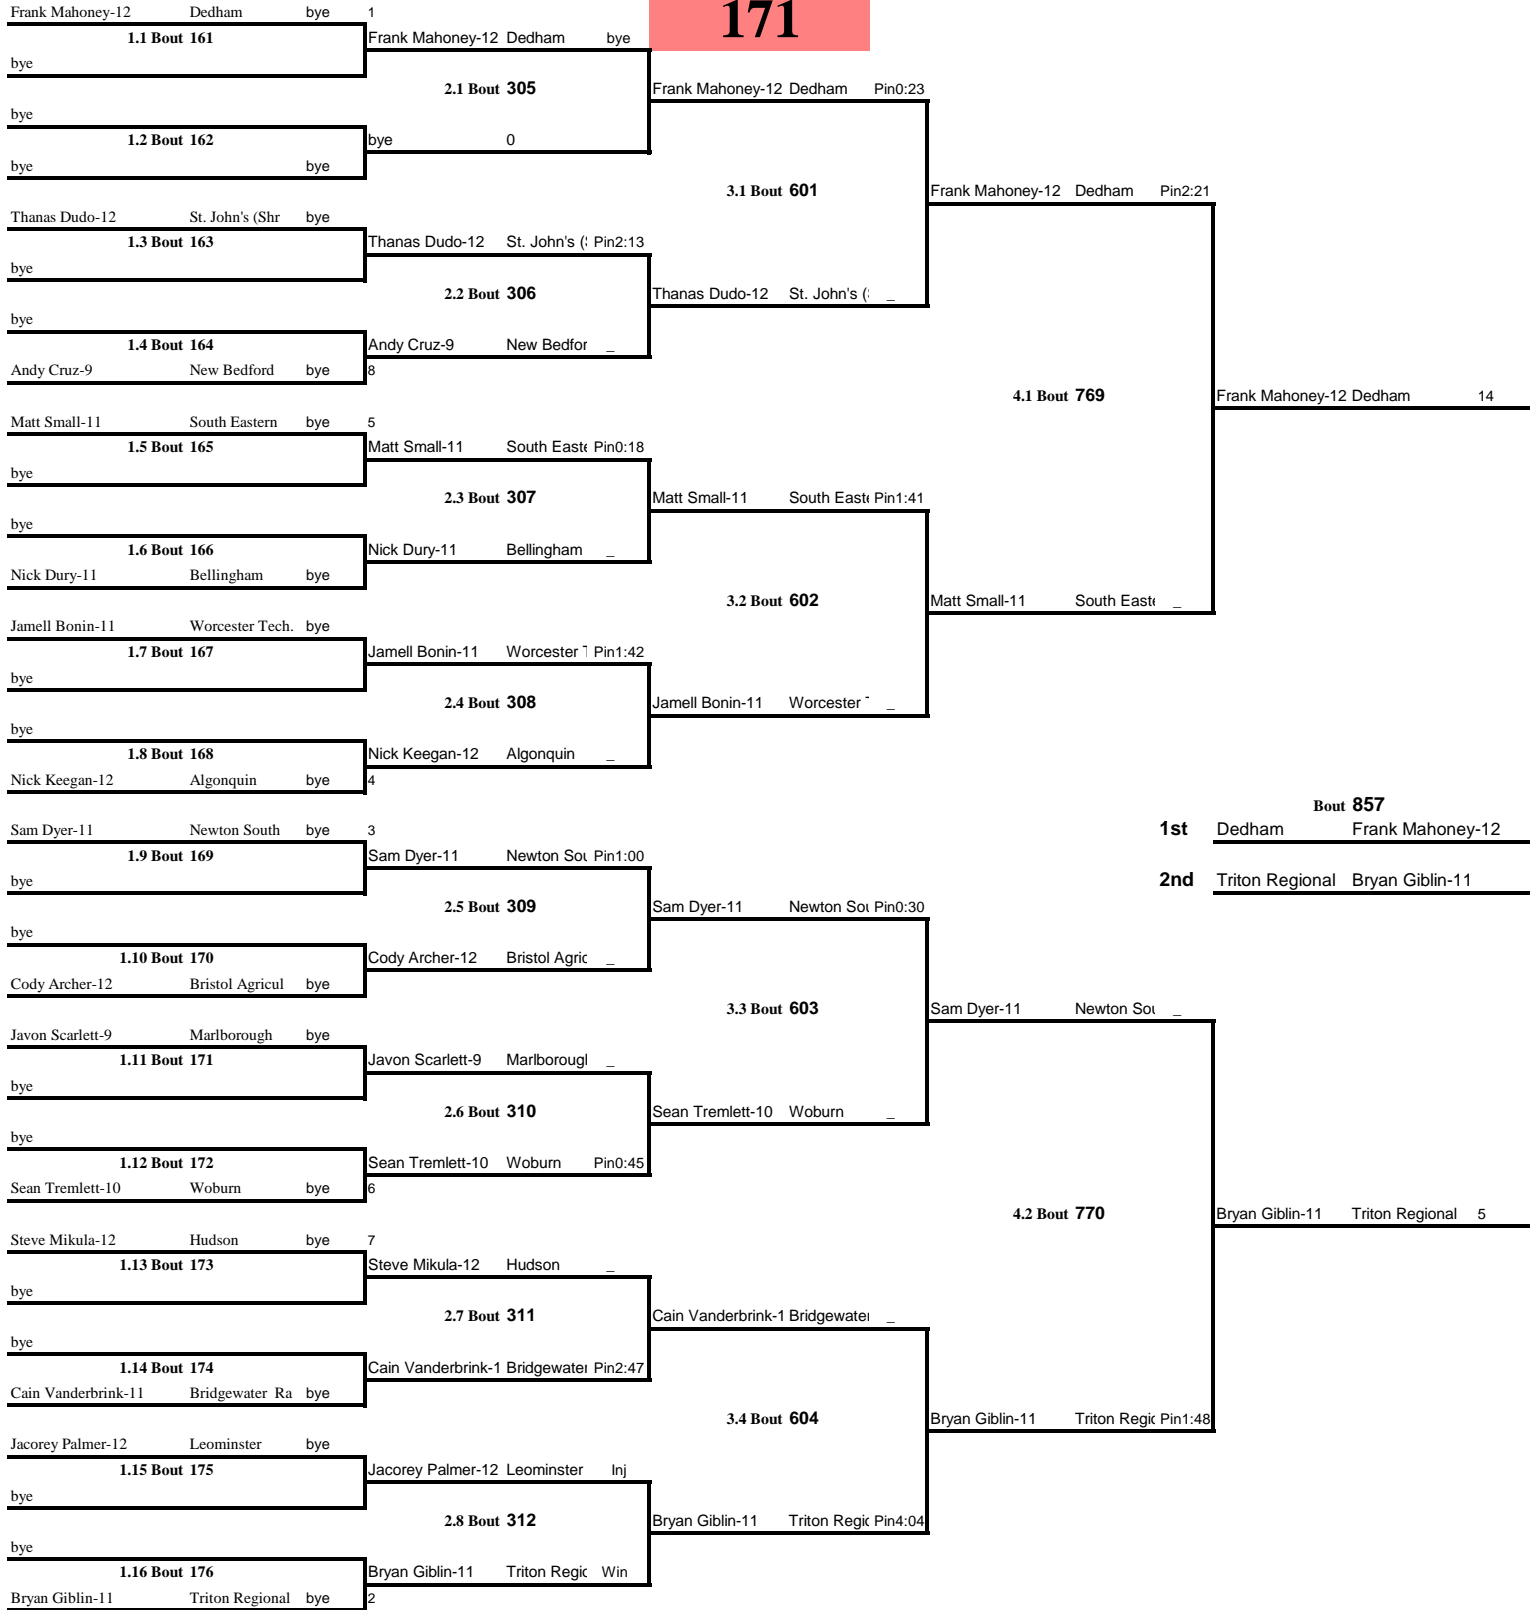 171
Frank Mahoney-12 Dedham bye 1
1.1 Bout 161 Frank Mahoney-12 Dedham bye
bye
2.1 Bout 305 Frank Mahoney-12 Dedham Pin0:23
bye
1.2 Bout 162 bye 0
bye bye
3.1 Bout 601 Frank Mahoney-12 Dedham Pin2:21
Thanas Dudo-12 St. John's (Shr bye
1.3 Bout 163 Thanas Dudo-12 St. John's ( Pin2:13
bye
2.2 Bout 306 Thanas Dudo-12 St. John's ( _
bye
1.4 Bout 164 Andy Cruz-9 New Bedfor _
Andy Cruz-9 New Bedford bye 8
4.1 Bout 769 Frank Mahoney-12 Dedham 14
Matt Small-11 South Eastern bye 5
1.5 Bout 165 Matt Small-11 South Easte Pin0:18
bye
2.3 Bout 307 Matt Small-11 South Easte Pin1:41
bye
1.6 Bout 166 Nick Dury-11 Bellingham _
Nick Dury-11 Bellingham bye
3.2 Bout 602 Matt Small-11 South Easte _
Jamell Bonin-11 Worcester Tech. bye
1.7 Bout 167 Jamell Bonin-11 Worcester T Pin1:42
bye
2.4 Bout 308 Jamell Bonin-11 Worcester T _
bye
1.8 Bout 168 Nick Keegan-12 Algonquin _
Nick Keegan-12 Algonquin bye 4
Bout 857
Sam Dyer-11 Newton South bye 3 1st Dedham Frank Mahoney-12
1.9 Bout 169 Sam Dyer-11 Newton Sou Pin1:00
bye 2nd Triton Regional Bryan Giblin-11
2.5 Bout 309 Sam Dyer-11 Newton Sou Pin0:30
bye
1.10 Bout 170 Cody Archer-12 Bristol Agric _
Cody Archer-12 Bristol Agricul bye
3.3 Bout 603 Sam Dyer-11 Newton Sou _
Javon Scarlett-9 Marlborough bye
1.11 Bout 171 Javon Scarlett-9 Marlborough _
bye
2.6 Bout 310 Sean Tremlett-10 Woburn _
bye
1.12 Bout 172 Sean Tremlett-10 Woburn Pin0:45
Sean Tremlett-10 Woburn bye 6
4.2 Bout 770 Bryan Giblin-11 Triton Regional 5
Steve Mikula-12 Hudson bye 7
1.13 Bout 173 Steve Mikula-12 Hudson _
bye
2.7 Bout 311 Cain Vanderbrink-1 Bridgewater _
bye
1.14 Bout 174 Cain Vanderbrink-1 Bridgewater Pin2:47
Cain Vanderbrink-11 Bridgewater Ra bye
3.4 Bout 604 Bryan Giblin-11 Triton Regic Pin1:48
Jacorey Palmer-12 Leominster bye
1.15 Bout 175 Jacorey Palmer-12 Leominster Inj
bye
2.8 Bout 312 Bryan Giblin-11 Triton Regic Pin4:04
bye
1.16 Bout 176 Bryan Giblin-11 Triton Regic Win
Bryan Giblin-11 Triton Regional bye 2